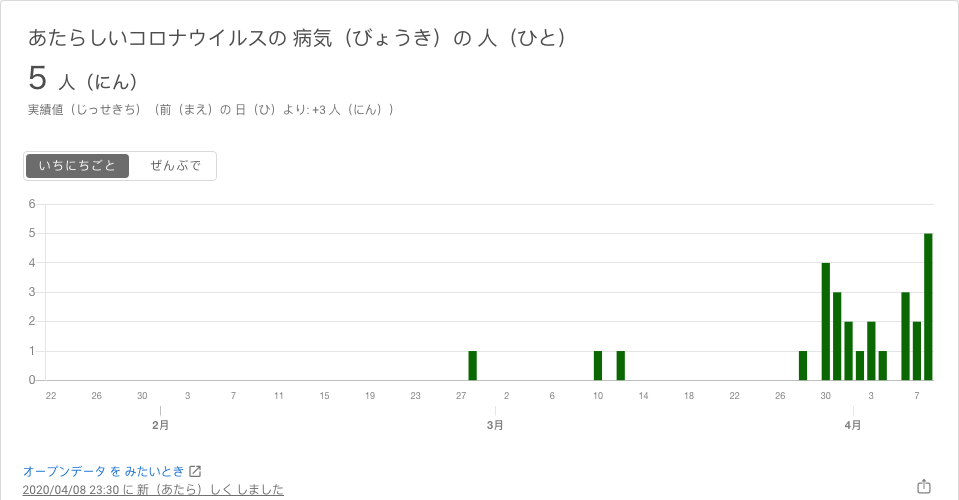 あたらしいコロナウイルスの 病気（びょうき）の 人（ひと）
5 人（にん）
実績値（じっせきち）（前（まえ）の 日（ひ）より: +3 人（にん））
いちにちごと ぜんぶで
6
5
4
3
2
1
0
22 26 30 3 7 11 15 19 23 27 2 6 10 14 18 22 26 30 3 7
2月 3月 4月
オープンデータ を みたいとき
2020/04/08 23:30 に 新（あたら）しく しました